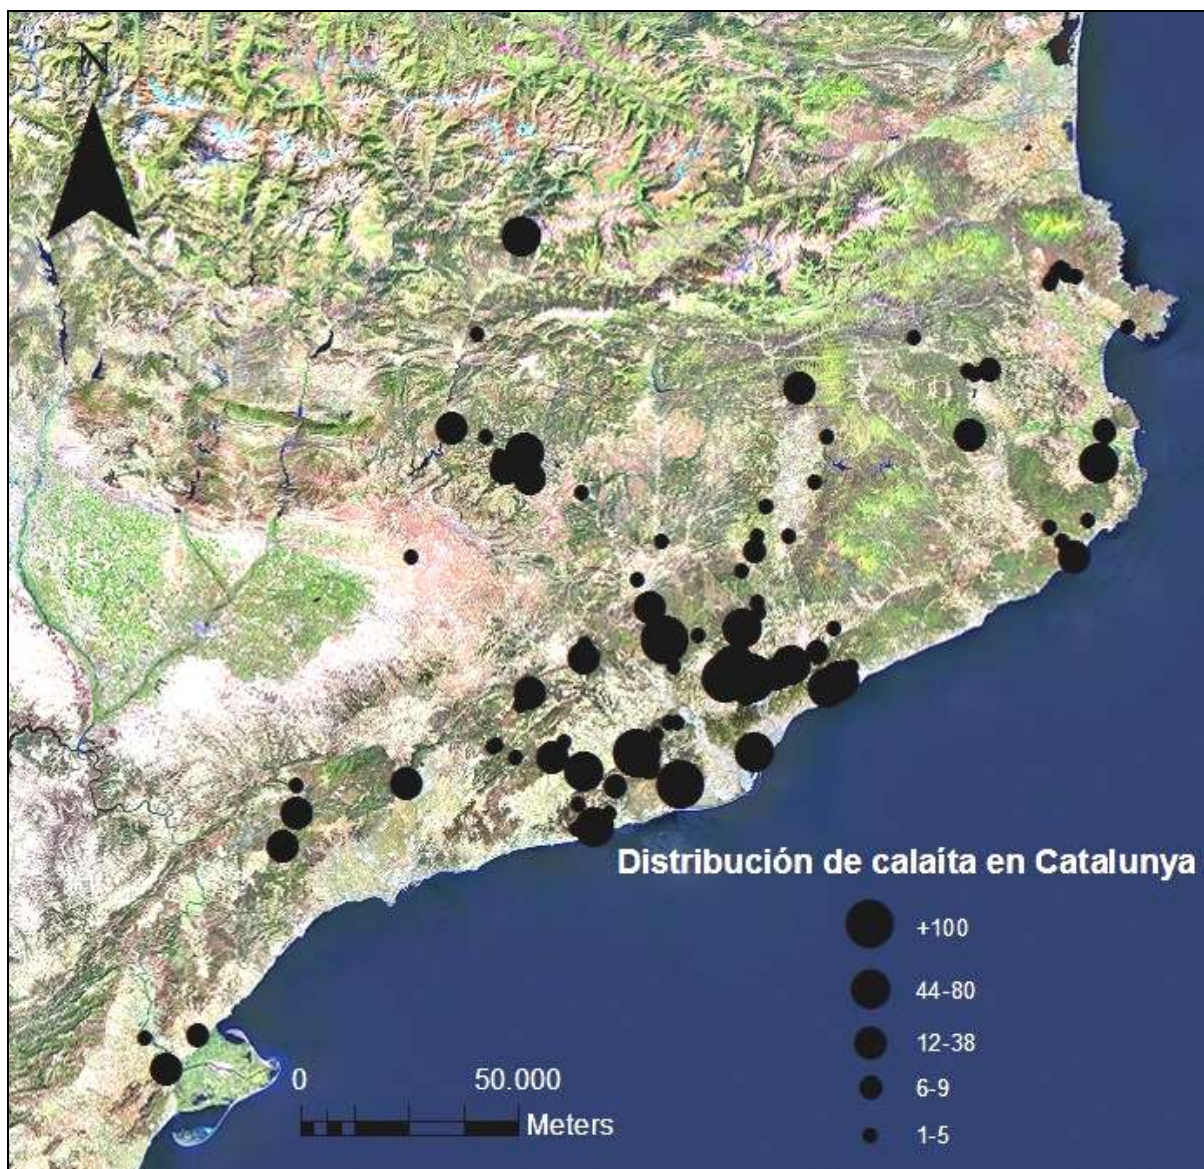 N
Distribución de calaíta en Catalunya
+100
44-80
12-38
6-9
1-5
0 50.000
Meters